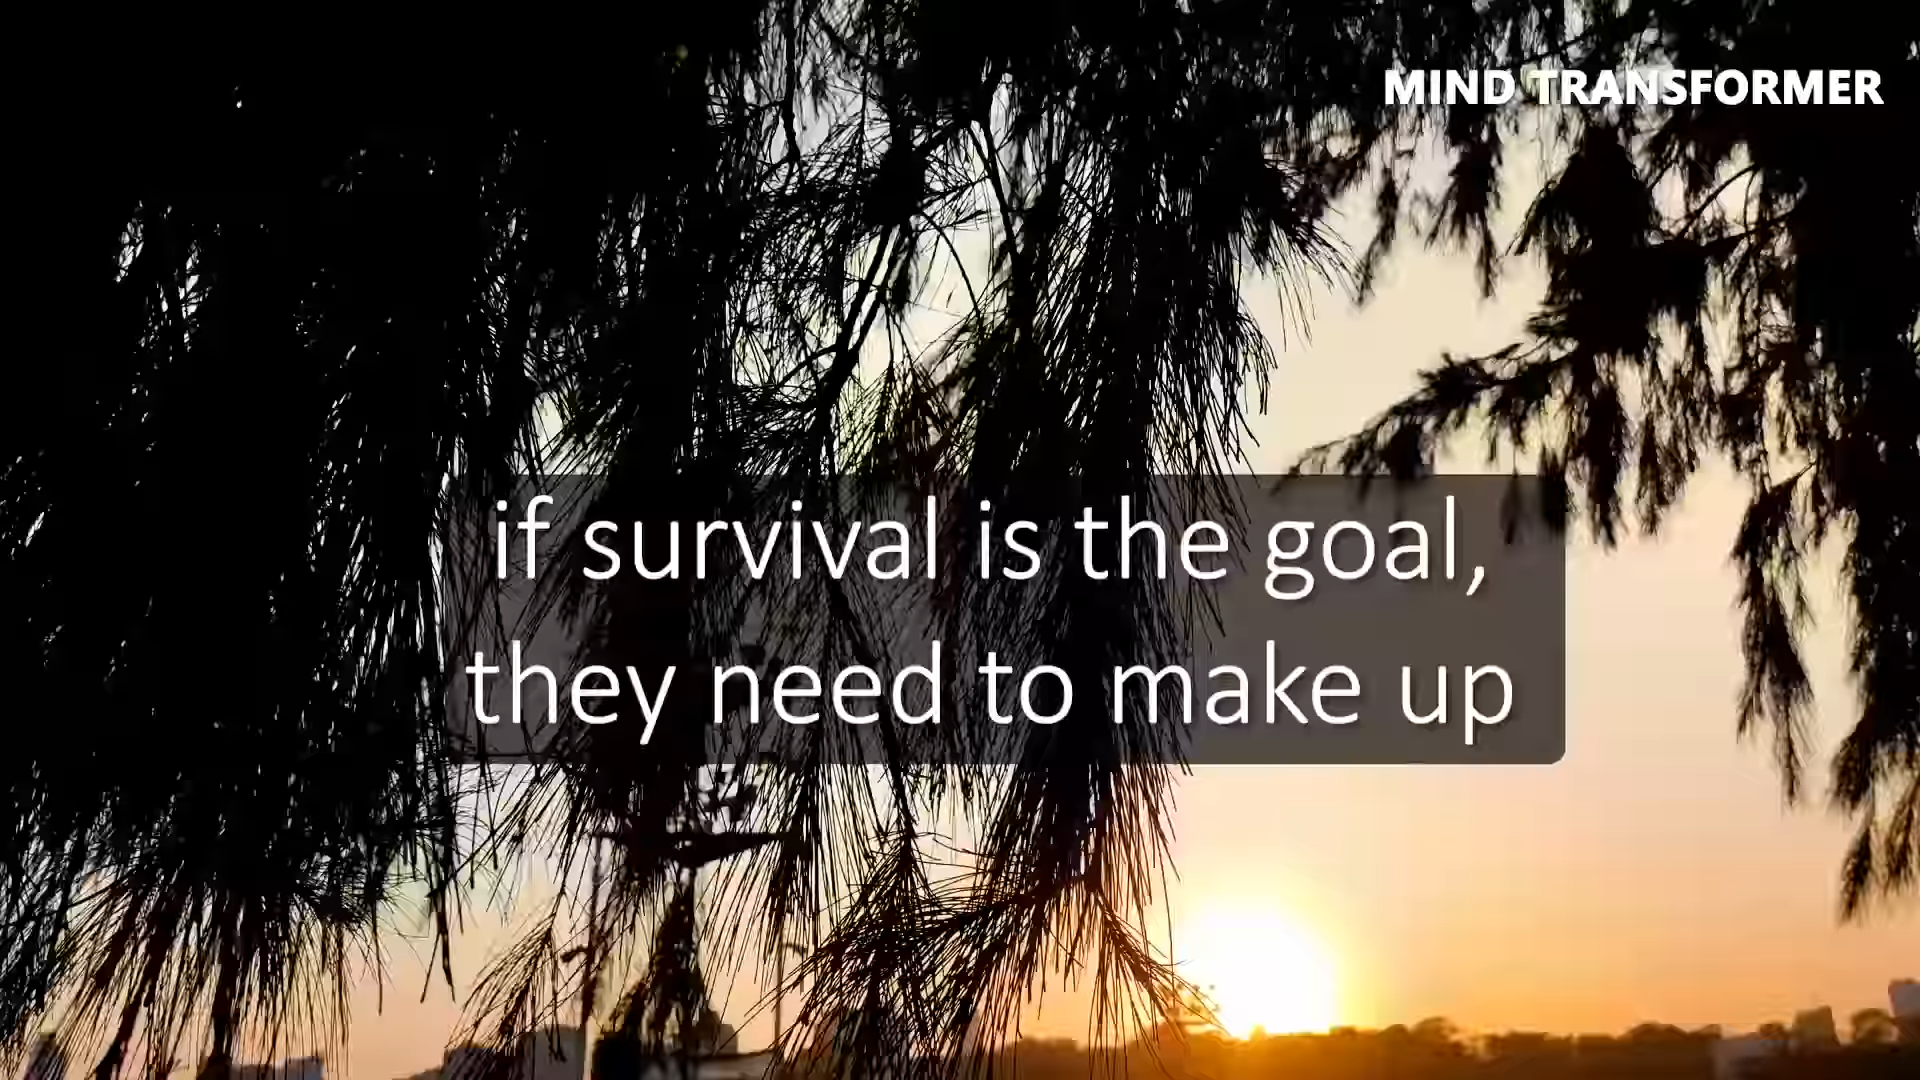 MIND TRANSFORMER
if survival is the goal,
they need to make up